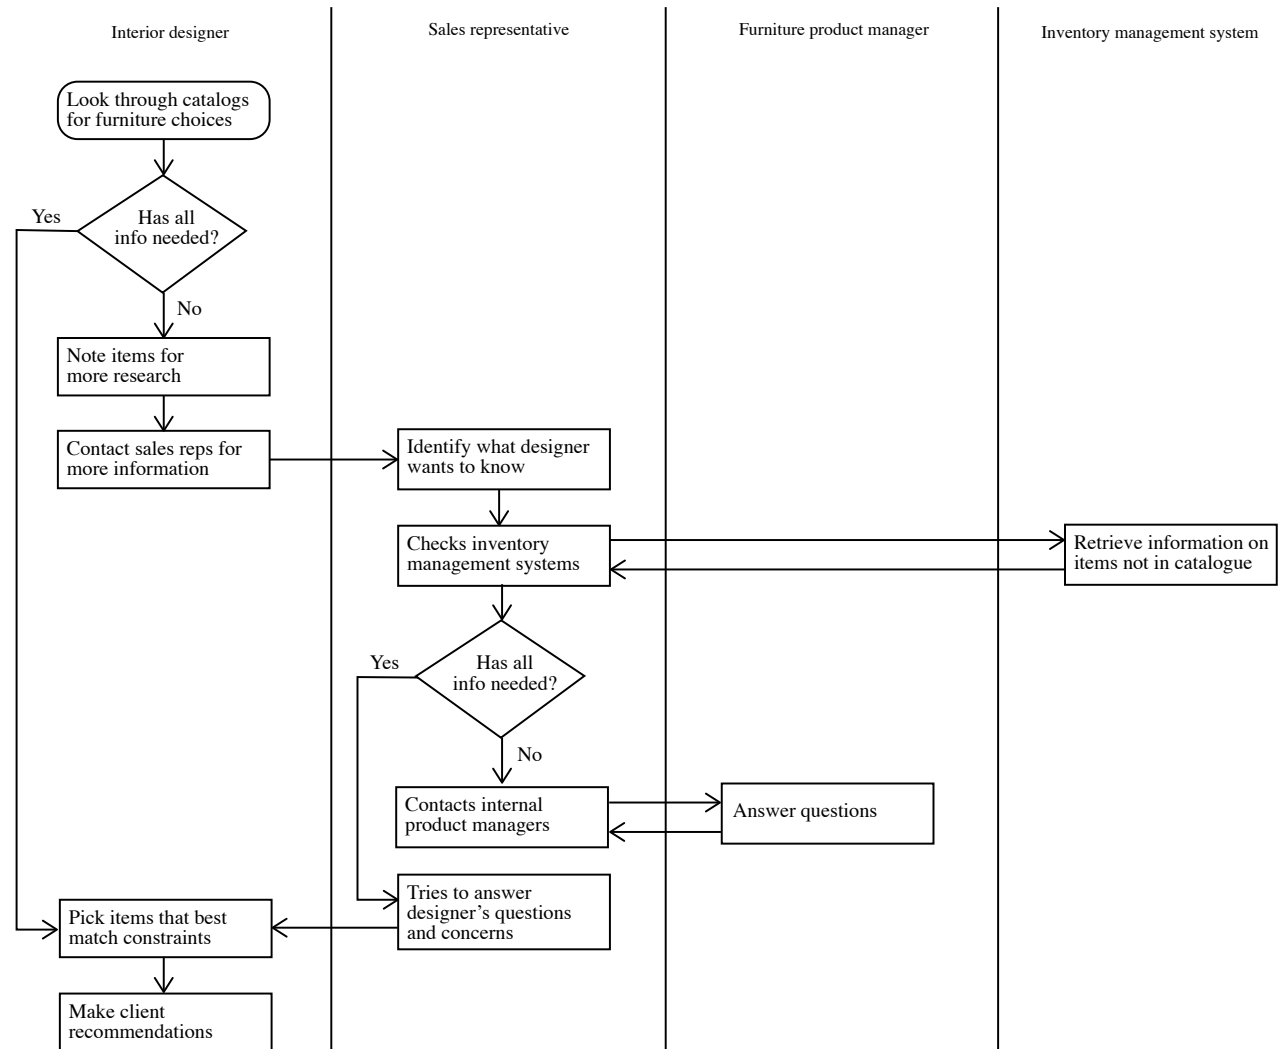 Interior designer
Sales representative
Furniture product manager
Inventory management system
Look through catalogs
for furniture choices
Yes
Has all
info needed?
No
Note items for
more research
Contact sales reps for
more information
Identify what designer
wants to know
Checks inventory
management systems
Retrieve information on
items not in catalogue
Yes
Has all
info needed?
No
Contacts internal
product managers
Answer questions
Tries to answer
designer’s questions
and concerns
Pick items that best
match constraints
Make client
recommendations